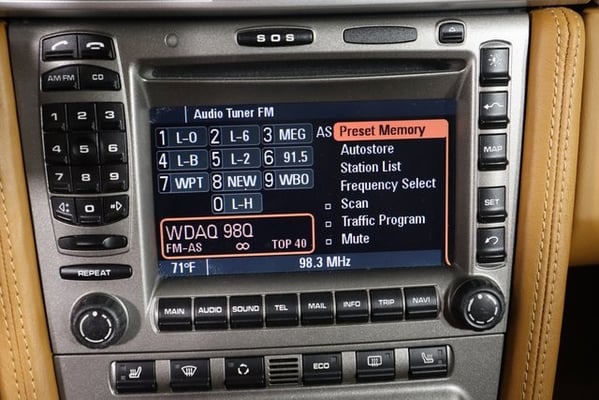 SOS
AM/FM CD
Audio Tuner FM
1 2 3
4 5 6
7 8 9
0
1 L-O 2 L-6 3 MEG AS
4 L-B 5 L-2 6 91.5
7 WPT 8 NEW 9 WBO
0 L-H
Preset Memory
Autostore
Station List
Frequency Select
Scan
Traffic Program
Mute
WDAQ 98Q
FM-AS ∞ TOP 40
71°F 98.3 MHz
MAP
SET
REPEAT
MAIN AUDIO SOUND TEL MAIL INFO TRIP NAVI
ECO